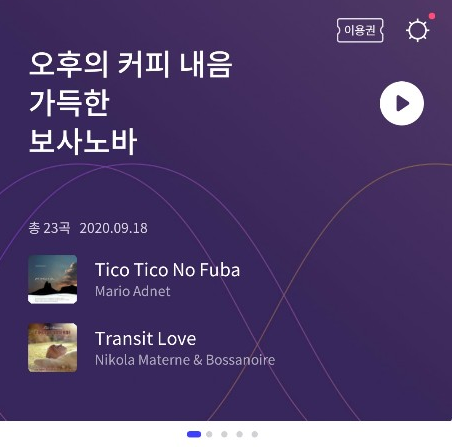 이용권
오후의 커피 내음
가득한
보사노바
총 23곡 2020.09.18
Tico Tico No Fuba
Mario Adnet
Transit Love
Nikola Materne & Bossanoire